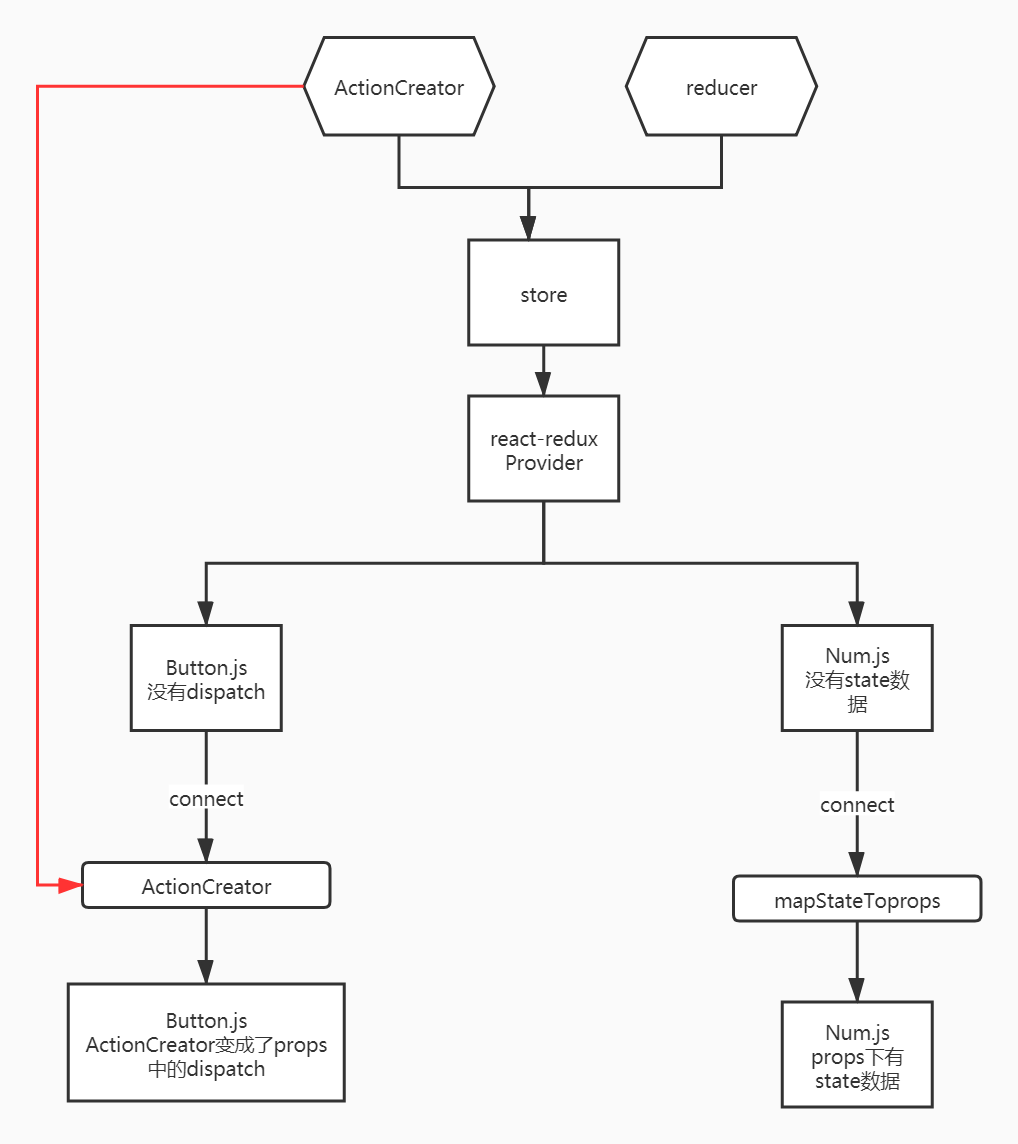 ActionCreator
reducer
store
react-redux
Provider
Button.js
没有dispatch
Num.js
没有state数
据
connect
connect
ActionCreator
mapStateToprops
Button.js
ActionCreator变成了props
中的dispatch
Num.js
props下有
state数据